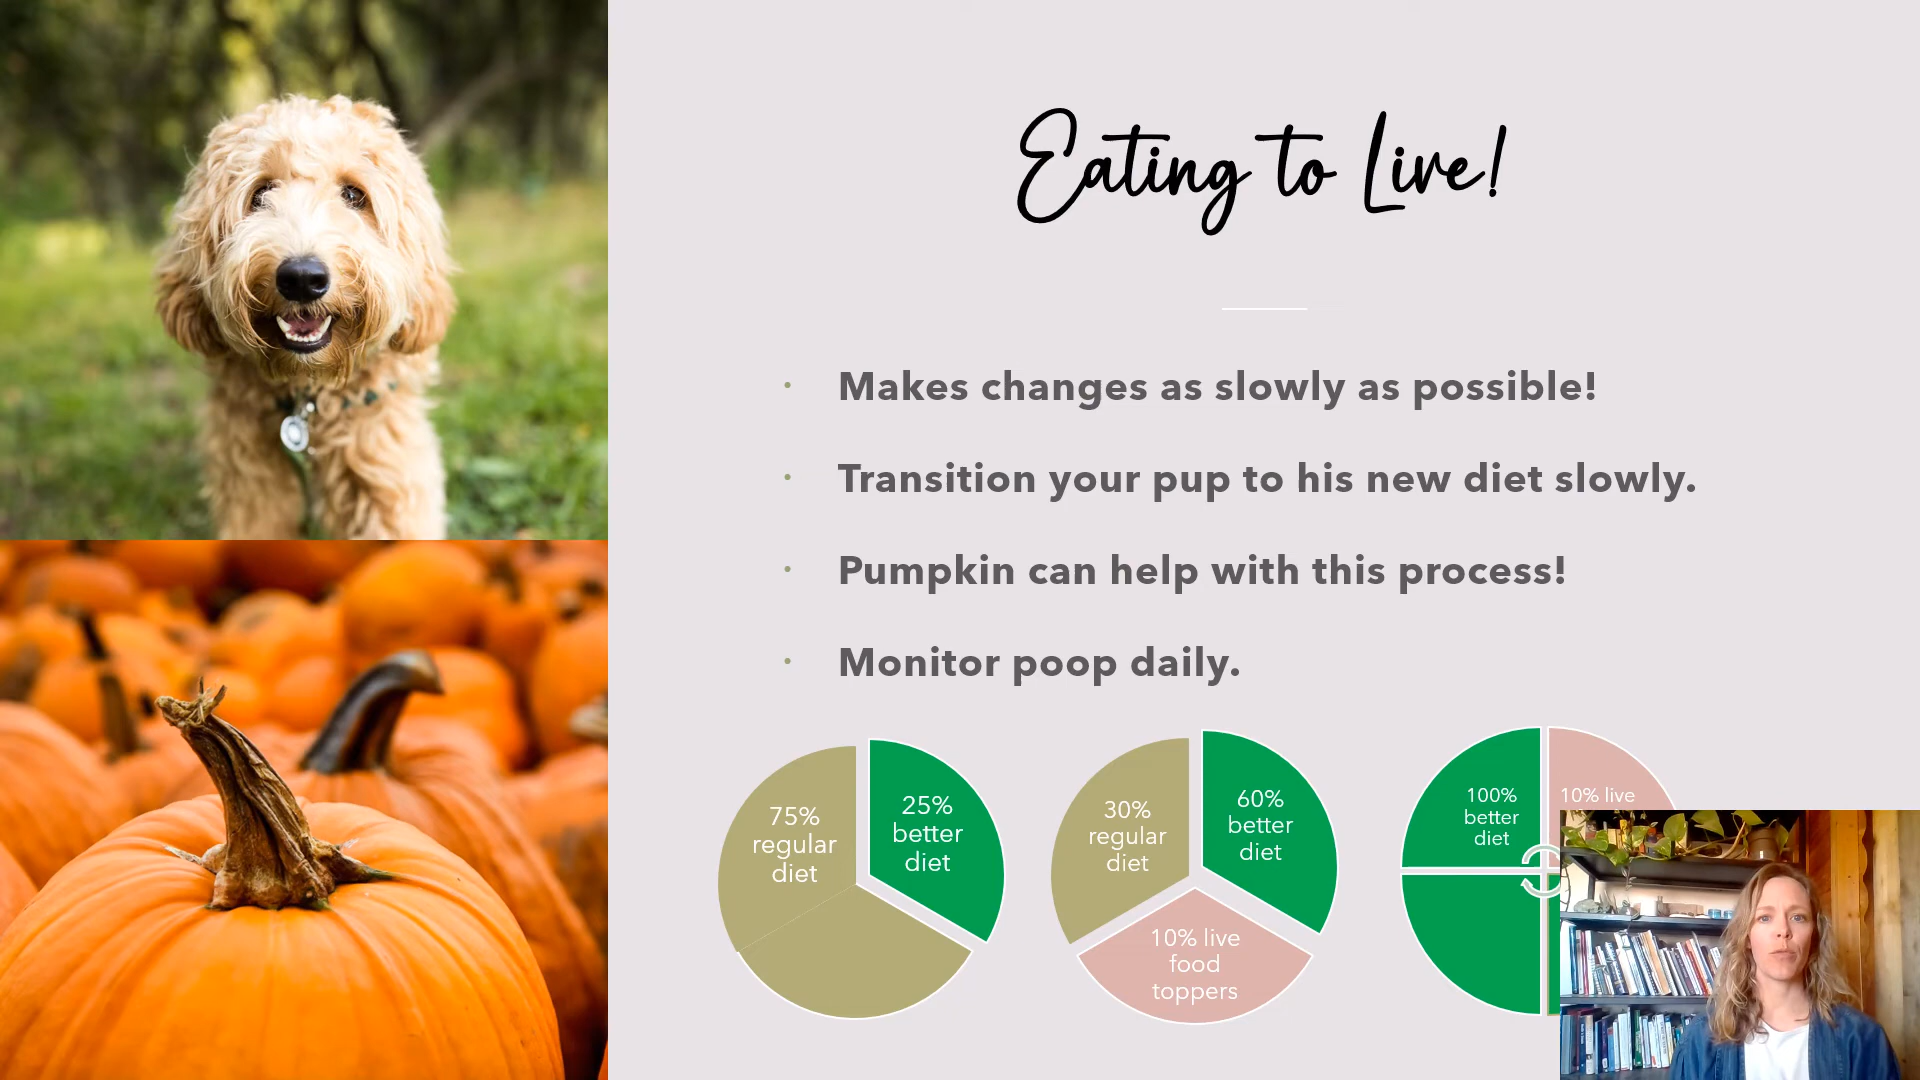 Eating to Live!
Makes changes as slowly as possible!
Transition your pup to his new diet slowly.
Pumpkin can help with this process!
Monitor poop daily.
75%
regular
diet
25%
better
diet
30%
regular
diet
60%
better
diet
10% live
food
toppers
100%
better
diet
10% live